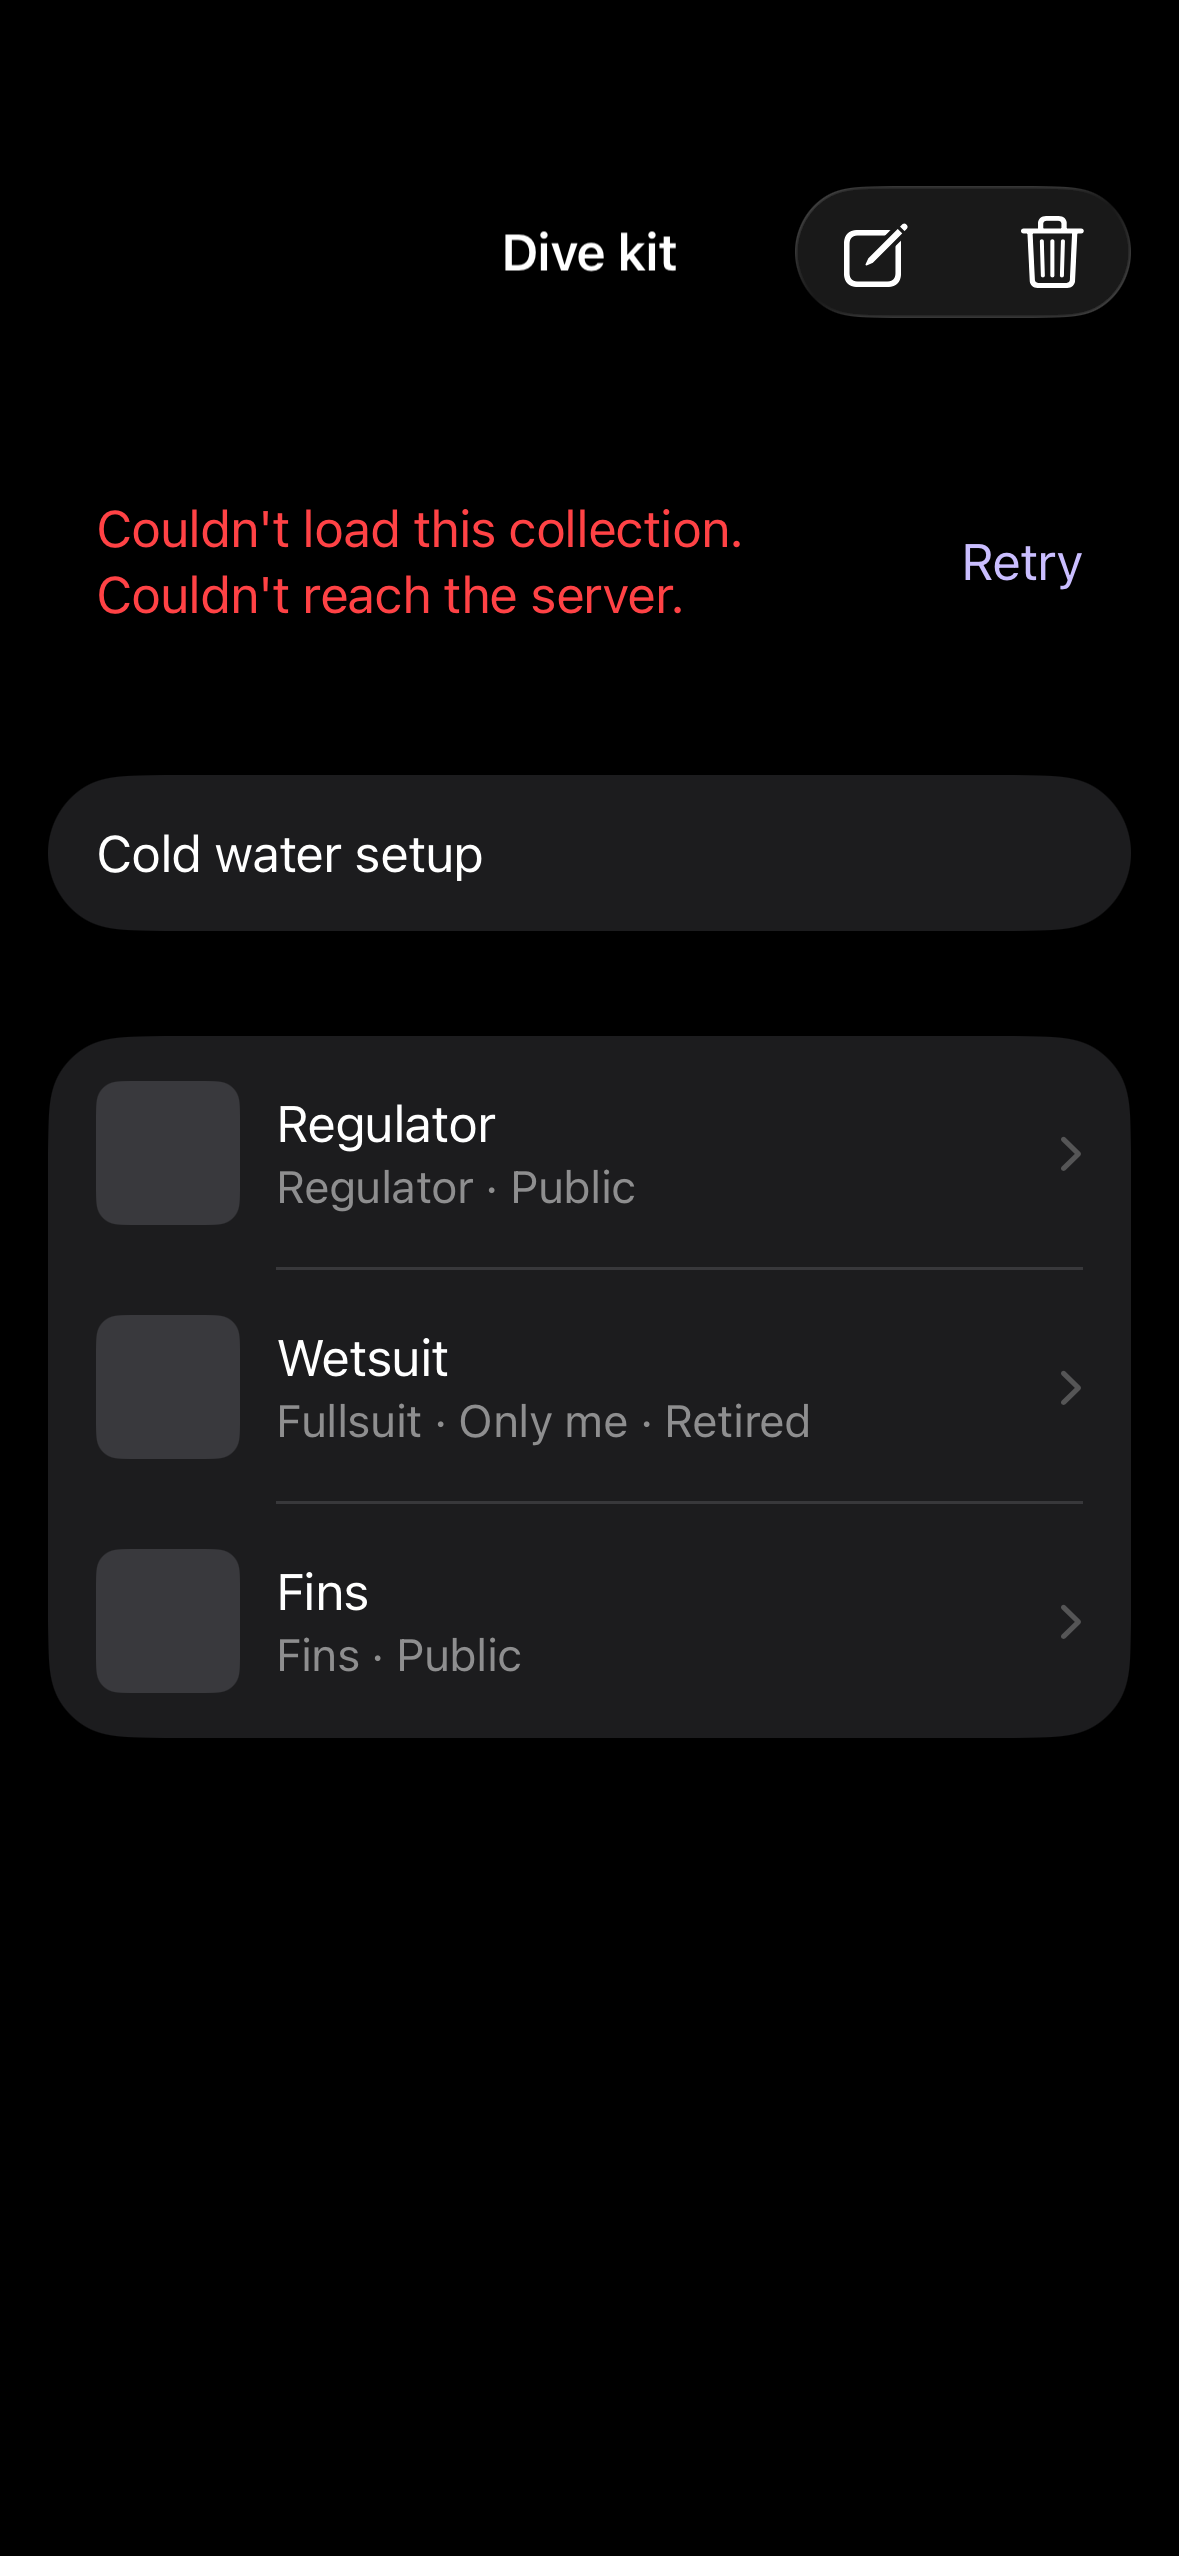 Dive kit
Couldn't load this collection.
Couldn't reach the server.
Retry
Cold water setup
Regulator
Regulator · Public
Wetsuit
Fullsuit · Only me · Retired
Fins
Fins · Public